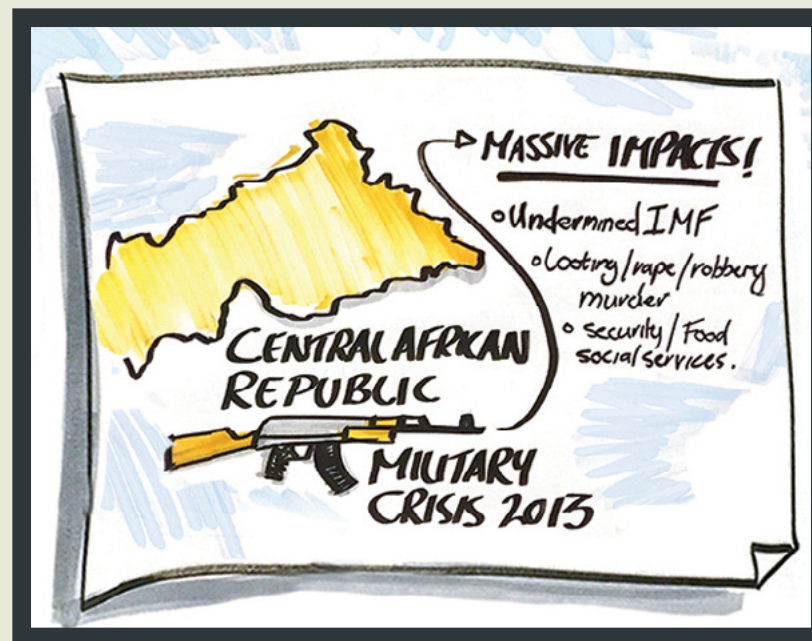 MASSIVE IMPACTS!
Undermined IMF
Looting/rape/robbery
murder
security/Food
social services.
CENTRAL AFRICAN
REPUBLIC
MILITARY
CRISIS 2013